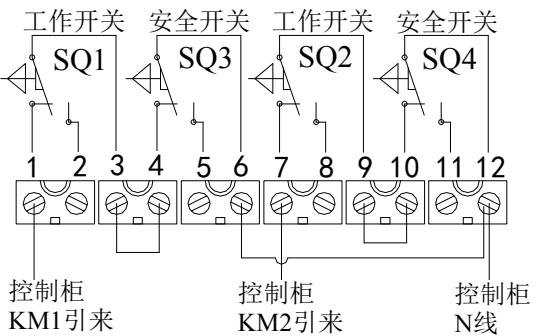 工作开关 安全开关 工作开关 安全开关
SQ1 SQ3 SQ2 SQ4
1 2 3 4 5 6 7 8 9 10 11 12
控制柜 控制柜 控制柜
KM1引来 KM2引来 N线